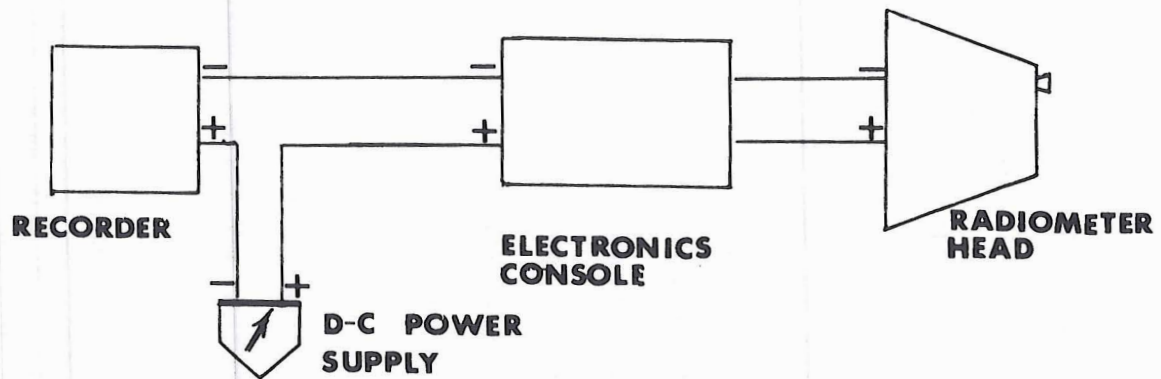 − −
−
+ + +
RECORDER
ELECTRONICS
CONSOLE
RADIOMETER
HEAD
− +
D-C POWER
SUPPLY